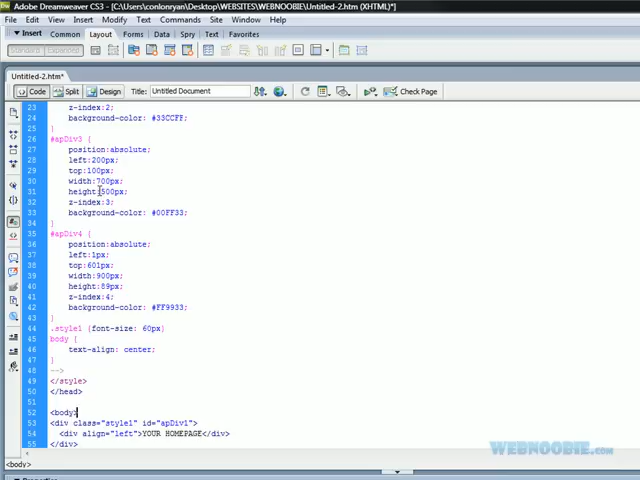 Adobe Dreamweaver CS3 - [C:\Users\conlonryan\Desktop\WEBSITES\WEBNOOBIE\Untitled-2.htm (XHTML)*]
File Edit View Insert Modify Text Commands Site Window Help
Insert Common Layout Forms Data Spry Text Favorites
Standard Expanded
Untitled-2.htm*
Code Split Design Title: Untitled Document Check Page
23 z-index:2;
24 background-color: #33CCFF;
25 }
26 #apDiv3 {
27 position:absolute;
28 left:200px;
29 top:100px;
30 width:700px;
31 height:500px;
32 z-index:3;
33 background-color: #00FF33;
34 }
35 #apDiv4 {
36 position:absolute;
37 left:1px;
38 top:601px;
39 width:900px;
40 height:89px;
41 z-index:4;
42 background-color: #FF9933;
43 }
44 .style1 {font-size: 60px}
45 body {
46 text-align: center;
47 }
48 -->
49 </style>
50 </head>
51
52 <body>
53 <div class="style1" id="apDiv1">
54 <div align="left">YOUR HOMEPAGE</div>
55 </div>
WEBNOOBIE.COM
<body>